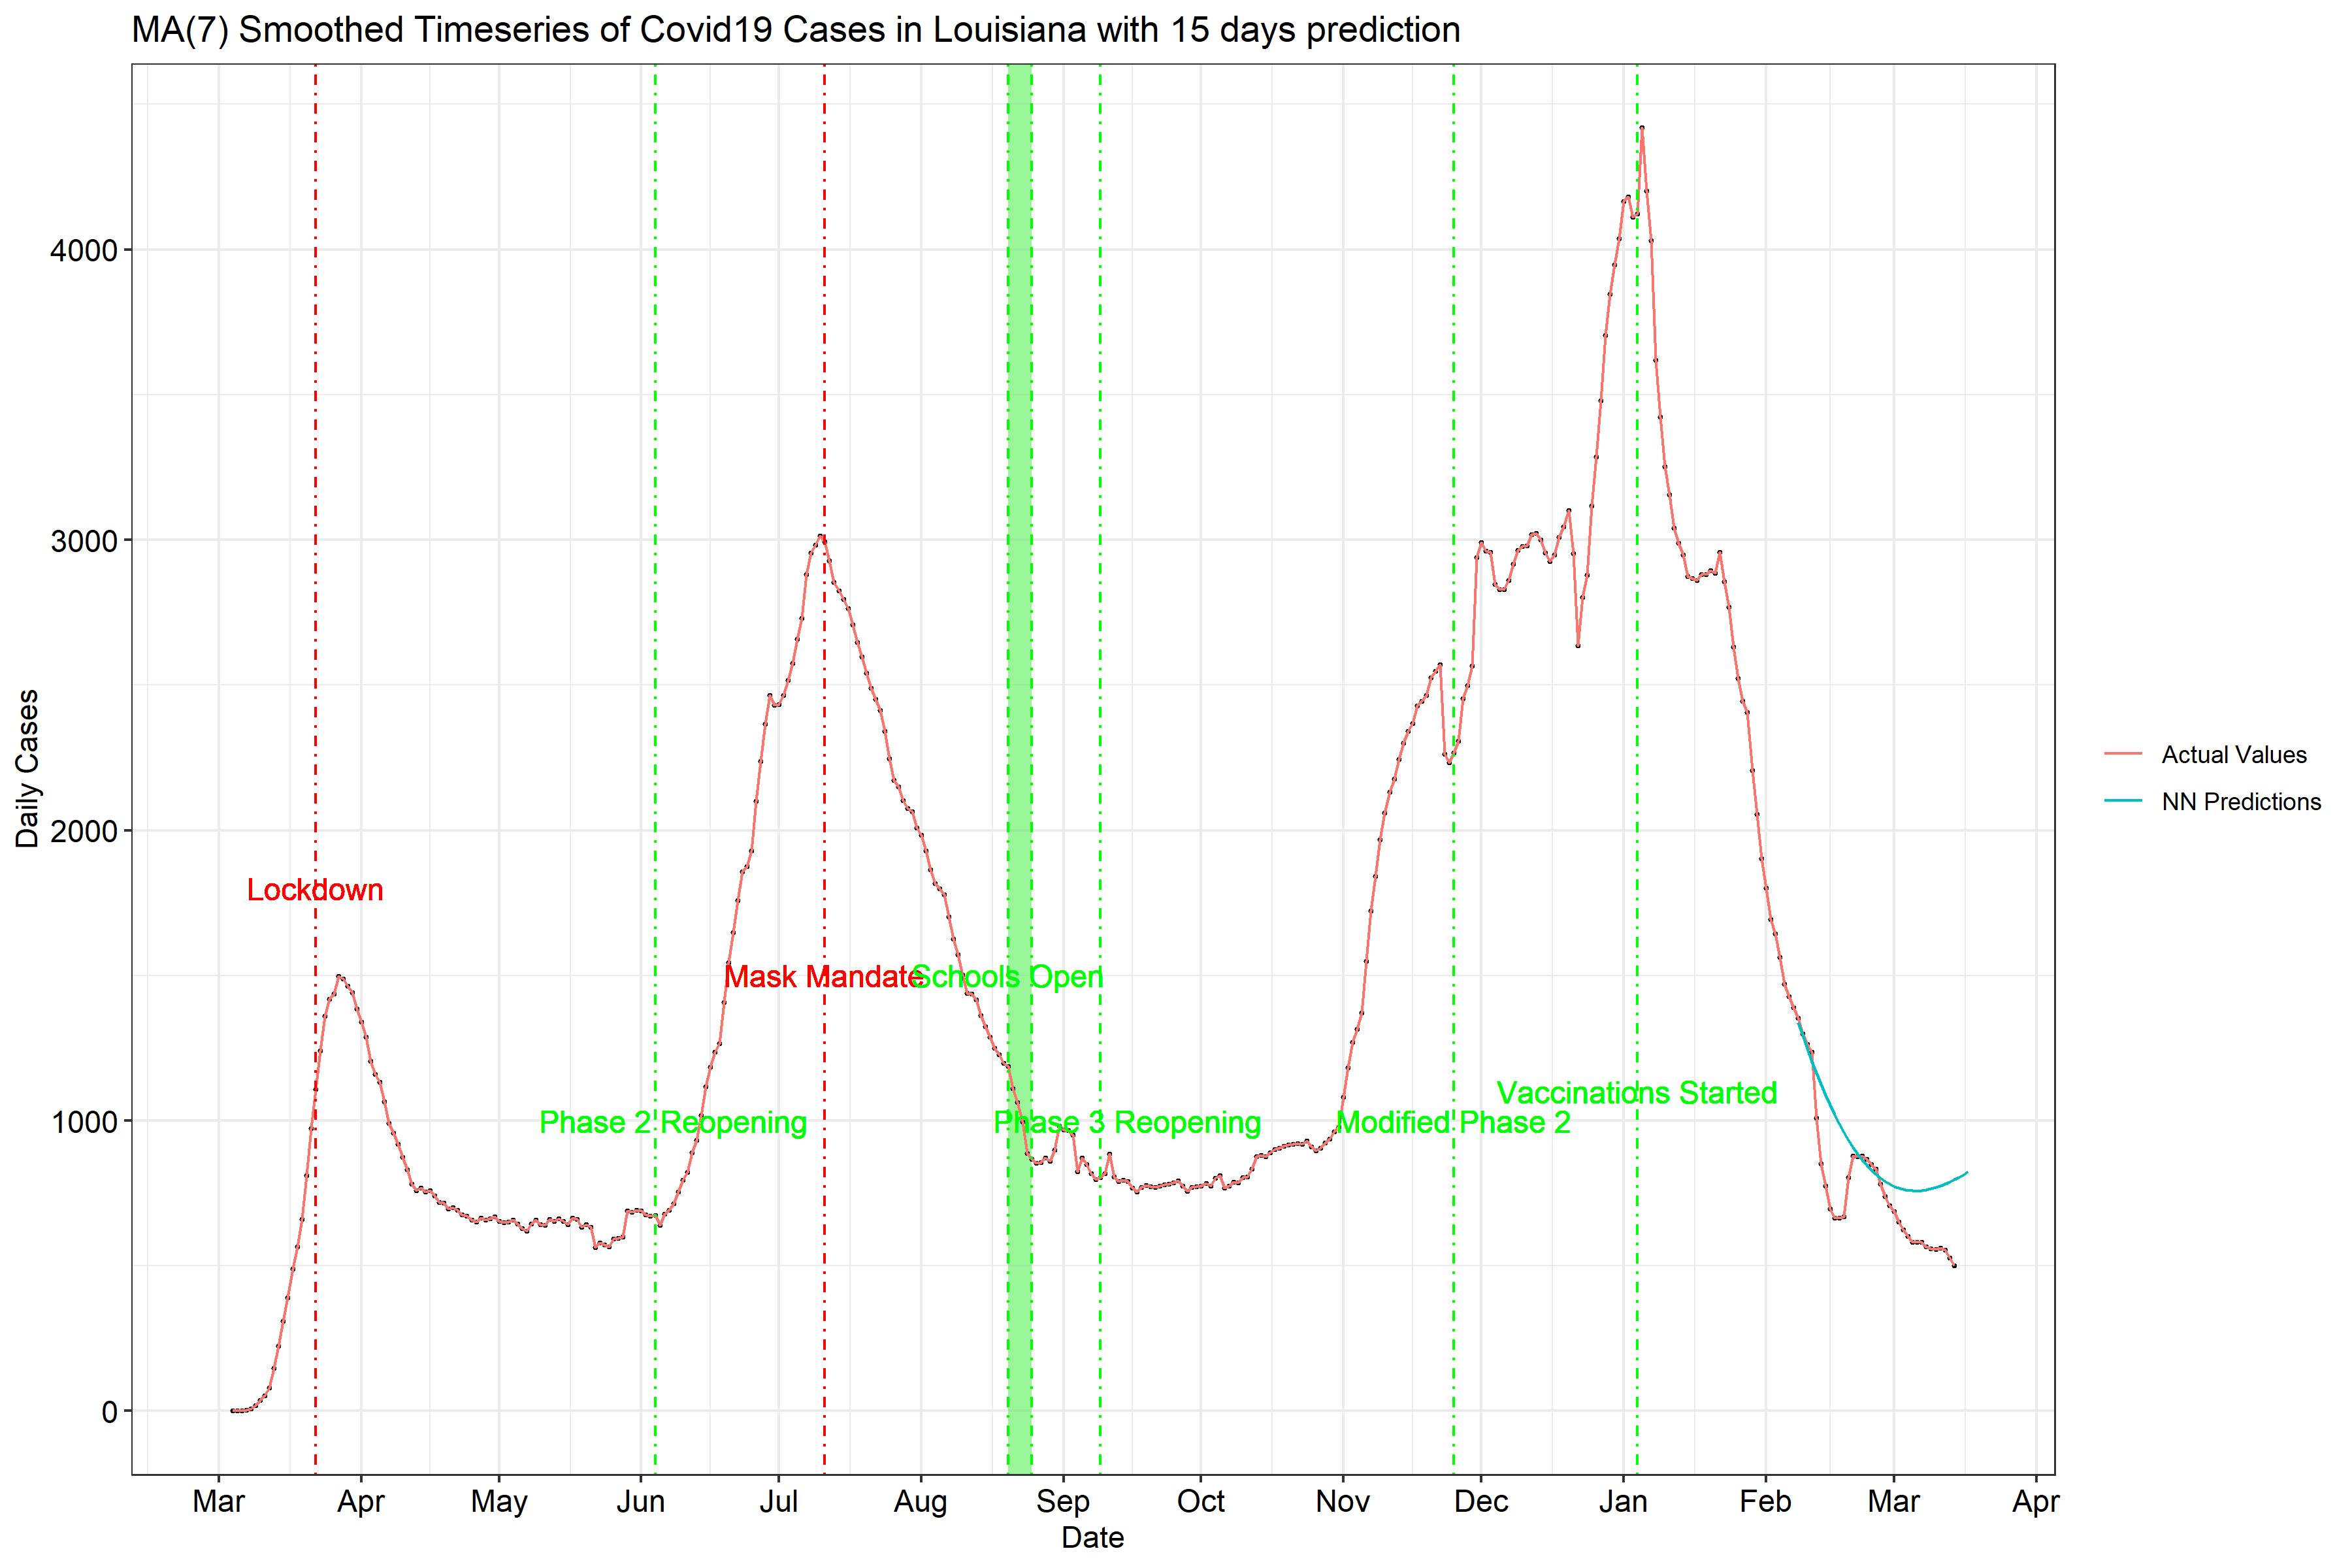 MA(7) Smoothed Timeseries of Covid19 Cases in Louisiana with 15 days prediction
Daily Cases
4000
3000
2000
1000
0
Lockdown
Mask Mandate
Schools Open
Phase 2 Reopening
Phase 3 Reopening
Modified Phase 2
Vaccinations Started
Actual Values
NN Predictions
Mar Apr May Jun Jul Aug Sep Oct Nov Dec Jan Feb Mar Apr
Date